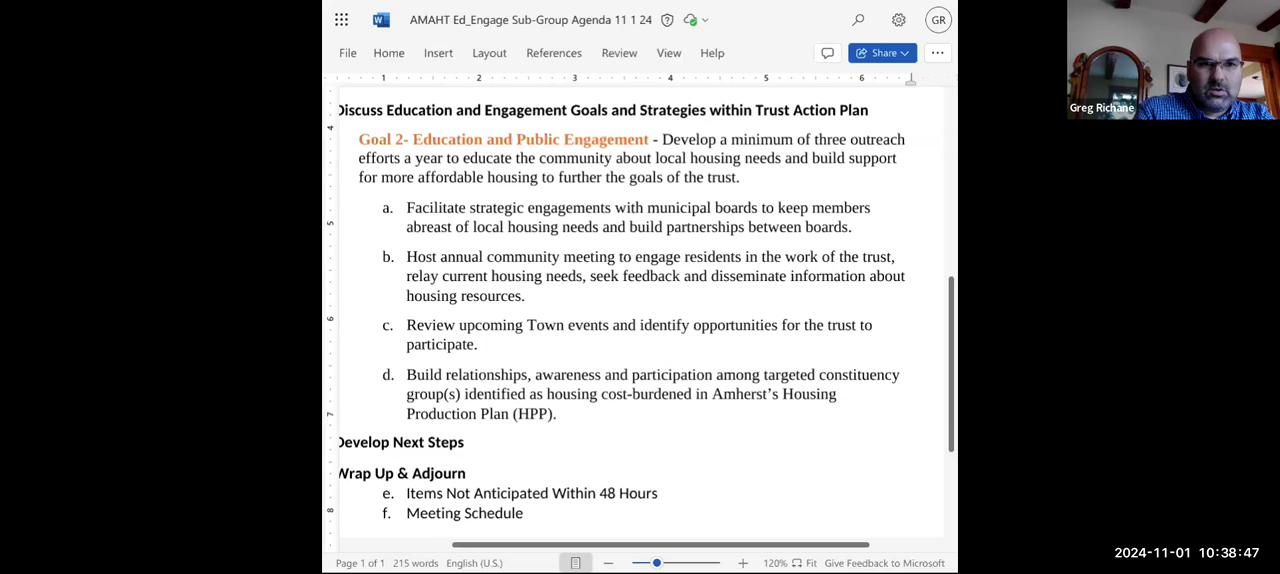 AMAHT Ed_Engage Sub-Group Agenda 11 1 24
GR
File Home Insert Layout References Review View Help
Share
1 2 3 4 5 6
Discuss Education and Engagement Goals and Strategies within Trust Action Plan
Goal 2- Education and Public Engagement - Develop a minimum of three outreach
efforts a year to educate the community about local housing needs and build support
for more affordable housing to further the goals of the trust.
a. Facilitate strategic engagements with municipal boards to keep members
abreast of local housing needs and build partnerships between boards.
b. Host annual community meeting to engage residents in the work of the trust,
relay current housing needs, seek feedback and disseminate information about
housing resources.
c. Review upcoming Town events and identify opportunities for the trust to
participate.
d. Build relationships, awareness and participation among targeted constituency
group(s) identified as housing cost-burdened in Amherst’s Housing
Production Plan (HPP).
Develop Next Steps
Wrap Up & Adjourn
e. Items Not Anticipated Within 48 Hours
f. Meeting Schedule
4
5
6
7
8
Page 1 of 1 215 words English (U.S.) 120% Fit Give Feedback to Microsoft
Greg Richane
2024-11-01 10:38:47